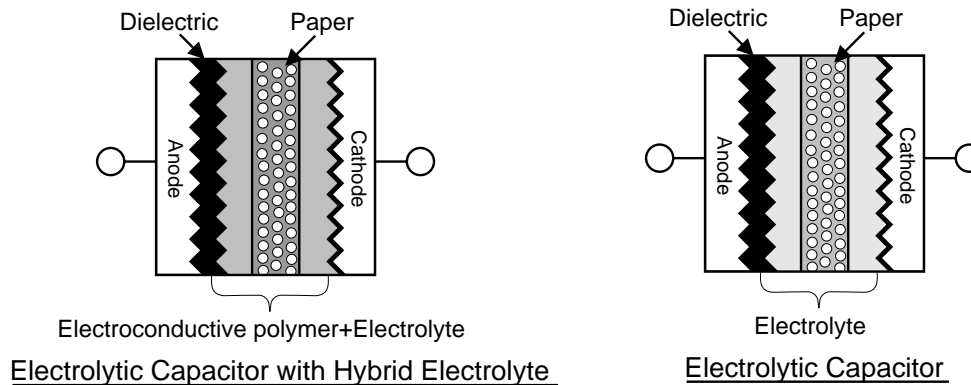 Dielectric
Paper
Anode
Cathode
Electroconductive polymer+Electrolyte
Electrolytic Capacitor with Hybrid Electrolyte
Dielectric
Paper
Anode
Cathode
Electrolyte
Electrolytic Capacitor